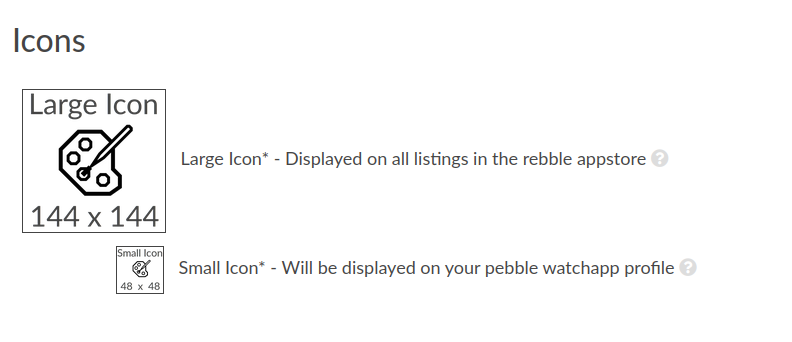 Icons
Large Icon
144 x 144
Large Icon* - Displayed on all listings in the rebble appstore ?
Small Icon
48 x 48
Small Icon* - Will be displayed on your pebble watchapp profile ?